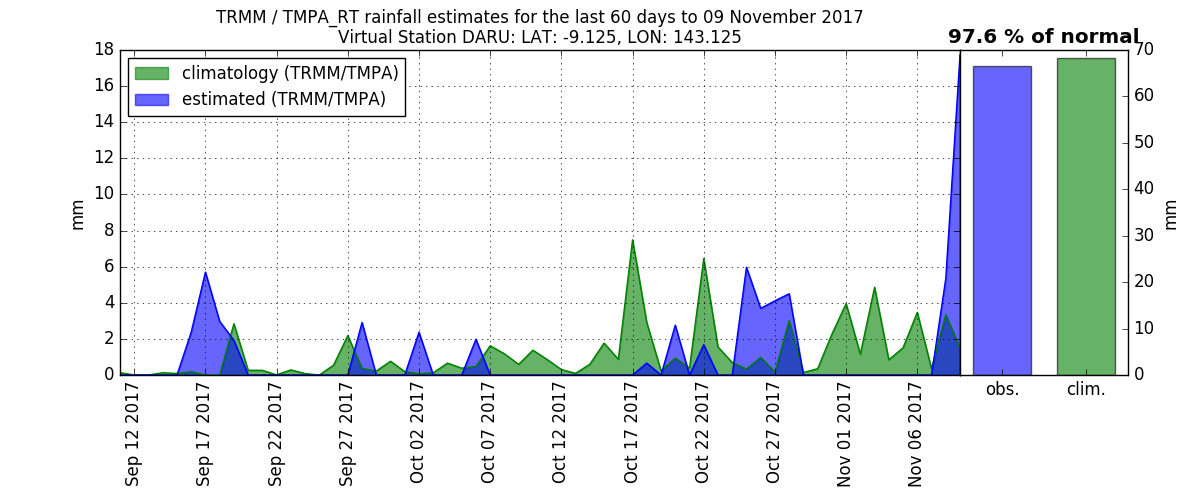 TRMM / TMPA_RT rainfall estimates for the last 60 days to 09 November 2017
Virtual Station DARU: LAT: -9.125, LON: 143.125
97.6 % of normal
climatology (TRMM/TMPA)
estimated (TRMM/TMPA)
18
16
14
12
10
8
6
4
2
0
mm
70
60
50
40
30
20
10
0
mm
Sep 12 2017
Sep 17 2017
Sep 22 2017
Sep 27 2017
Oct 02 2017
Oct 07 2017
Oct 12 2017
Oct 17 2017
Oct 22 2017
Oct 27 2017
Nov 01 2017
Nov 06 2017
obs.
clim.